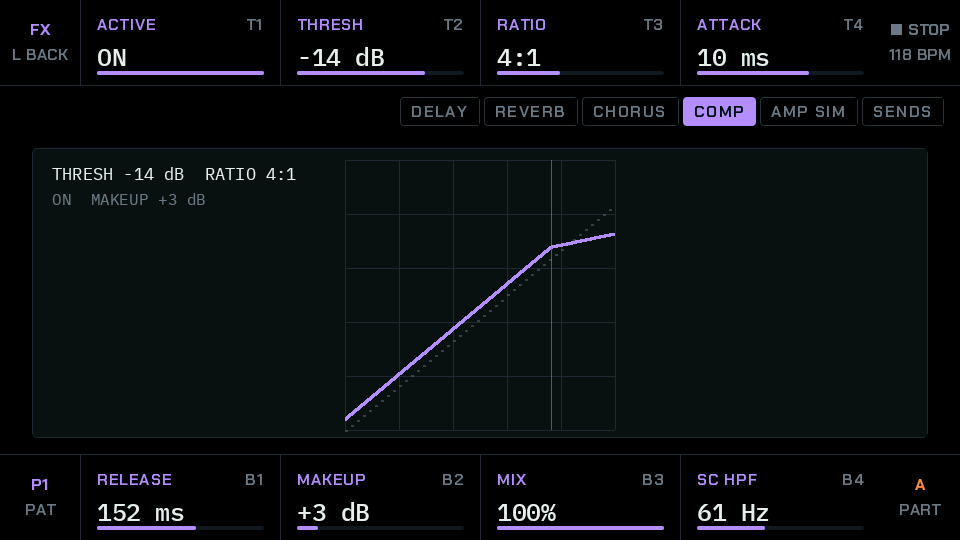 FX
L BACK
ACTIVE T1
ON
THRESH T2
-14 dB
RATIO T3
4:1
ATTACK T4
10 ms
STOP
118 BPM
DELAY REVERB CHORUS COMP AMP SIM SENDS
THRESH -14 dB RATIO 4:1
ON MAKEUP +3 dB
P1
PAT
RELEASE B1
152 ms
MAKEUP B2
+3 dB
MIX B3
100%
SC HPF B4
61 Hz
A
PART